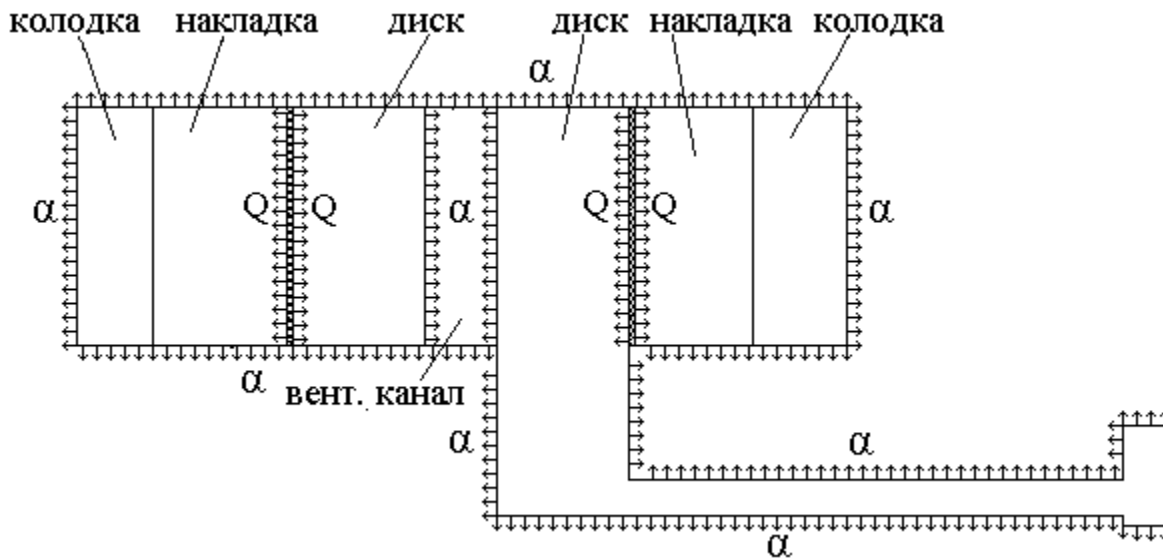 колодка накладка диск диск накладка колодка
α
α Q Q α Q Q α
α вент. канал
α α
α